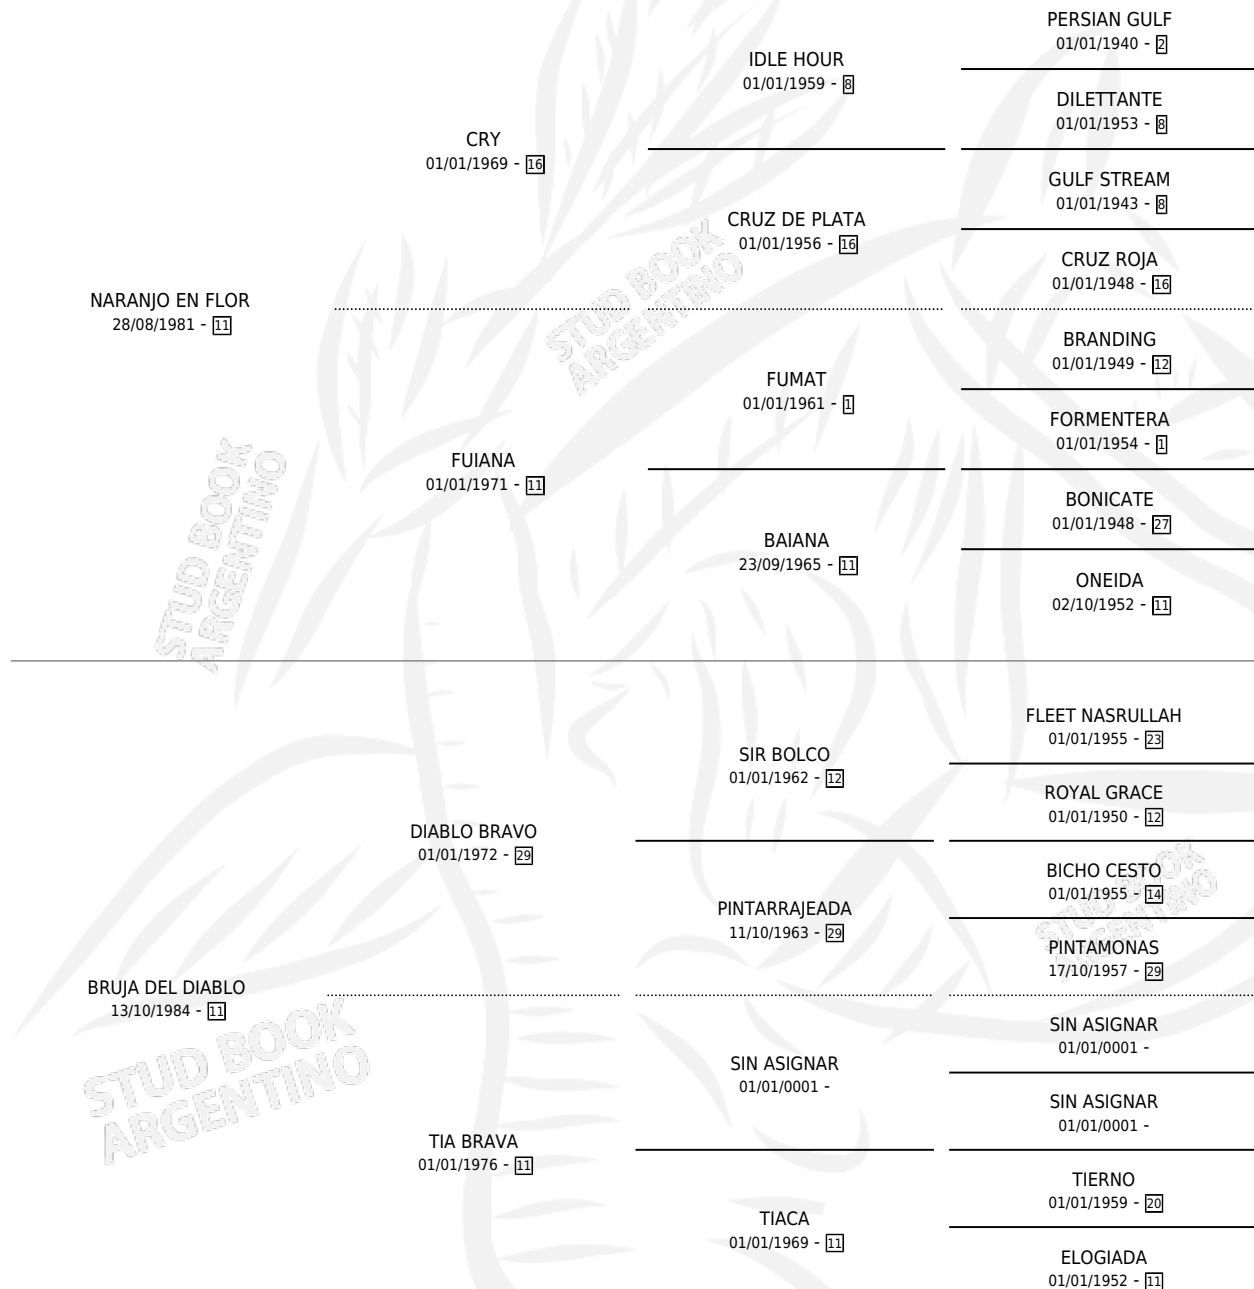 PERSIAN GULF
01/01/1940 - 2
IDLE HOUR
01/01/1959 - 8
DILETTANTE
01/01/1953 - 8
CRY
01/01/1969 - 16
GULF STREAM
01/01/1943 - 8
CRUZ DE PLATA
01/01/1956 - 16
CRUZ ROJA
01/01/1948 - 16
NARANJO EN FLOR
28/08/1981 - 11
BRANDING
01/01/1949 - 12
FUMAT
01/01/1961 - 1
FORMENTERA
01/01/1954 - 1
FUIANA
01/01/1971 - 11
BONICATE
01/01/1948 - 27
BAIANA
23/09/1965 - 11
ONEIDA
02/10/1952 - 11
FLEET NASRULLAH
01/01/1955 - 23
SIR BOLCO
01/01/1962 - 12
ROYAL GRACE
01/01/1950 - 12
DIABLO BRAVO
01/01/1972 - 29
BICHO CESTO
01/01/1955 - 14
PINTARRAJEADA
11/10/1963 - 29
PINTAMONAS
17/10/1957 - 29
BRUJA DEL DIABLO
13/10/1984 - 11
SIN ASIGNAR
01/01/0001 -
SIN ASIGNAR
01/01/0001 -
SIN ASIGNAR
01/01/0001 -
TIA BRAVA
01/01/1976 - 11
TIERNO
01/01/1959 - 20
TIACA
01/01/1969 - 11
ELOGIADA
01/01/1952 - 11
STUD BOOK
ARGENTINO
STUD BOOK
ARGENTINO
STUD BOOK
ARGENTINO
STUD BOOK
ARGENTINO